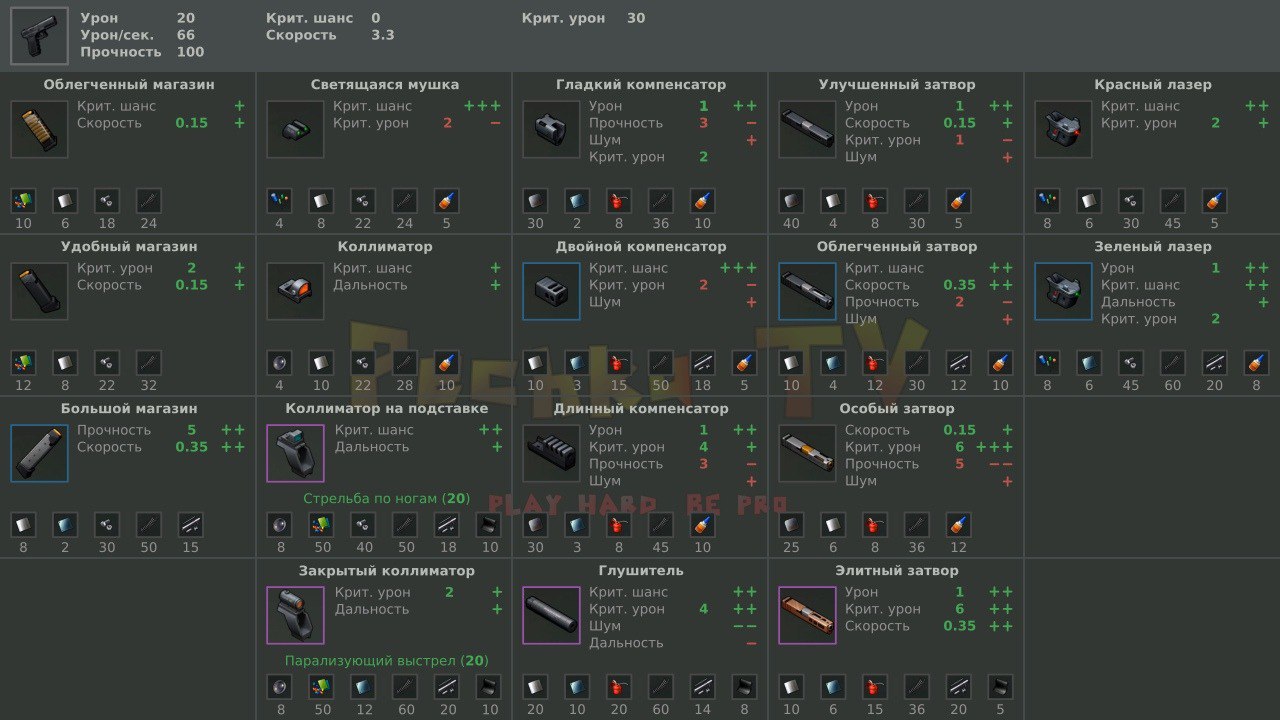 Урон 20 Крит. шанс 0 Крит. урон 30
Урон/сек. 66 Скорость 3.3
Прочность 100
Облегченный магазин
Крит. шанс +
Скорость 0.15 +
10 6 18 24
Светящаяся мушка
Крит. шанс +++
Крит. урон 2 −
4 8 22 24 5
Гладкий компенсатор
Урон 1 ++
Прочность 3 −
Шум +
Крит. урон 2
30 2 8 36 10
Улучшенный затвор
Урон 1 ++
Скорость 0.15 +
Крит. урон 1 −
Шум +
40 4 8 30 5
Красный лазер
Крит. шанс ++
Крит. урон 2 +
8 6 30 45 5
Удобный магазин
Крит. урон 2 +
Скорость 0.15 +
12 8 22 32
Коллиматор
Крит. шанс +
Дальность +
4 10 22 28 10
Двойной компенсатор
Крит. шанс +++
Крит. урон 2 −
Шум +
10 3 15 50 18 5
Облегченный затвор
Крит. шанс ++
Скорость 0.35 ++
Прочность 2 −
Шум +
10 4 12 30 12 10
Зеленый лазер
Урон 1 ++
Крит. шанс ++
Дальность +
Крит. урон 2
8 6 45 60 20 8
Большой магазин
Прочность 5 ++
Скорость 0.35 ++
8 2 30 50 15
Коллиматор на подставке
Крит. шанс ++
Дальность +
Стрельба по ногам (20)
8 50 40 50 18 10
Длинный компенсатор
Урон 1 ++
Крит. урон 4 +
Прочность 3 −
Шум +
30 3 8 45 10
Особый затвор
Скорость 0.15 +
Крит. урон 6 +++
Прочность 5 −−
Шум +
25 6 8 36 12
Закрытый коллиматор
Крит. урон 2 +
Дальность +
Парализующий выстрел (20)
8 50 12 60 20 10
Глушитель
Крит. шанс ++
Крит. урон 4 ++
Шум −−
Дальность −
20 10 20 60 14 8
Элитный затвор
Урон 1 ++
Крит. урон 6 ++
Скорость 0.35 ++
10 6 15 36 20 5
TV
PLAY HARD BE PRO